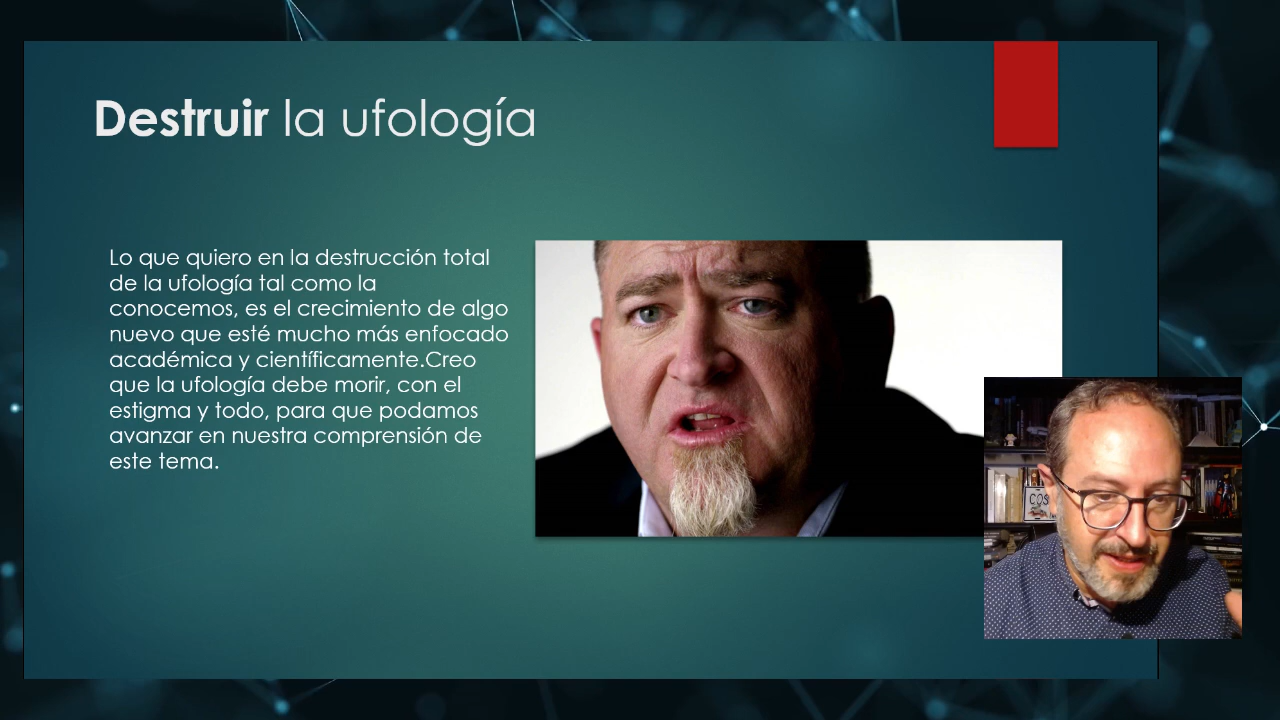 Destruir la ufología
Lo que quiero en la destrucción total
de la ufología tal como la
conocemos, es el crecimiento de algo
nuevo que esté mucho más enfocado
académica y científicamente.Creo
que la ufología debe morir, con el
estigma y todo, para que podamos
avanzar en nuestra comprensión de
este tema.